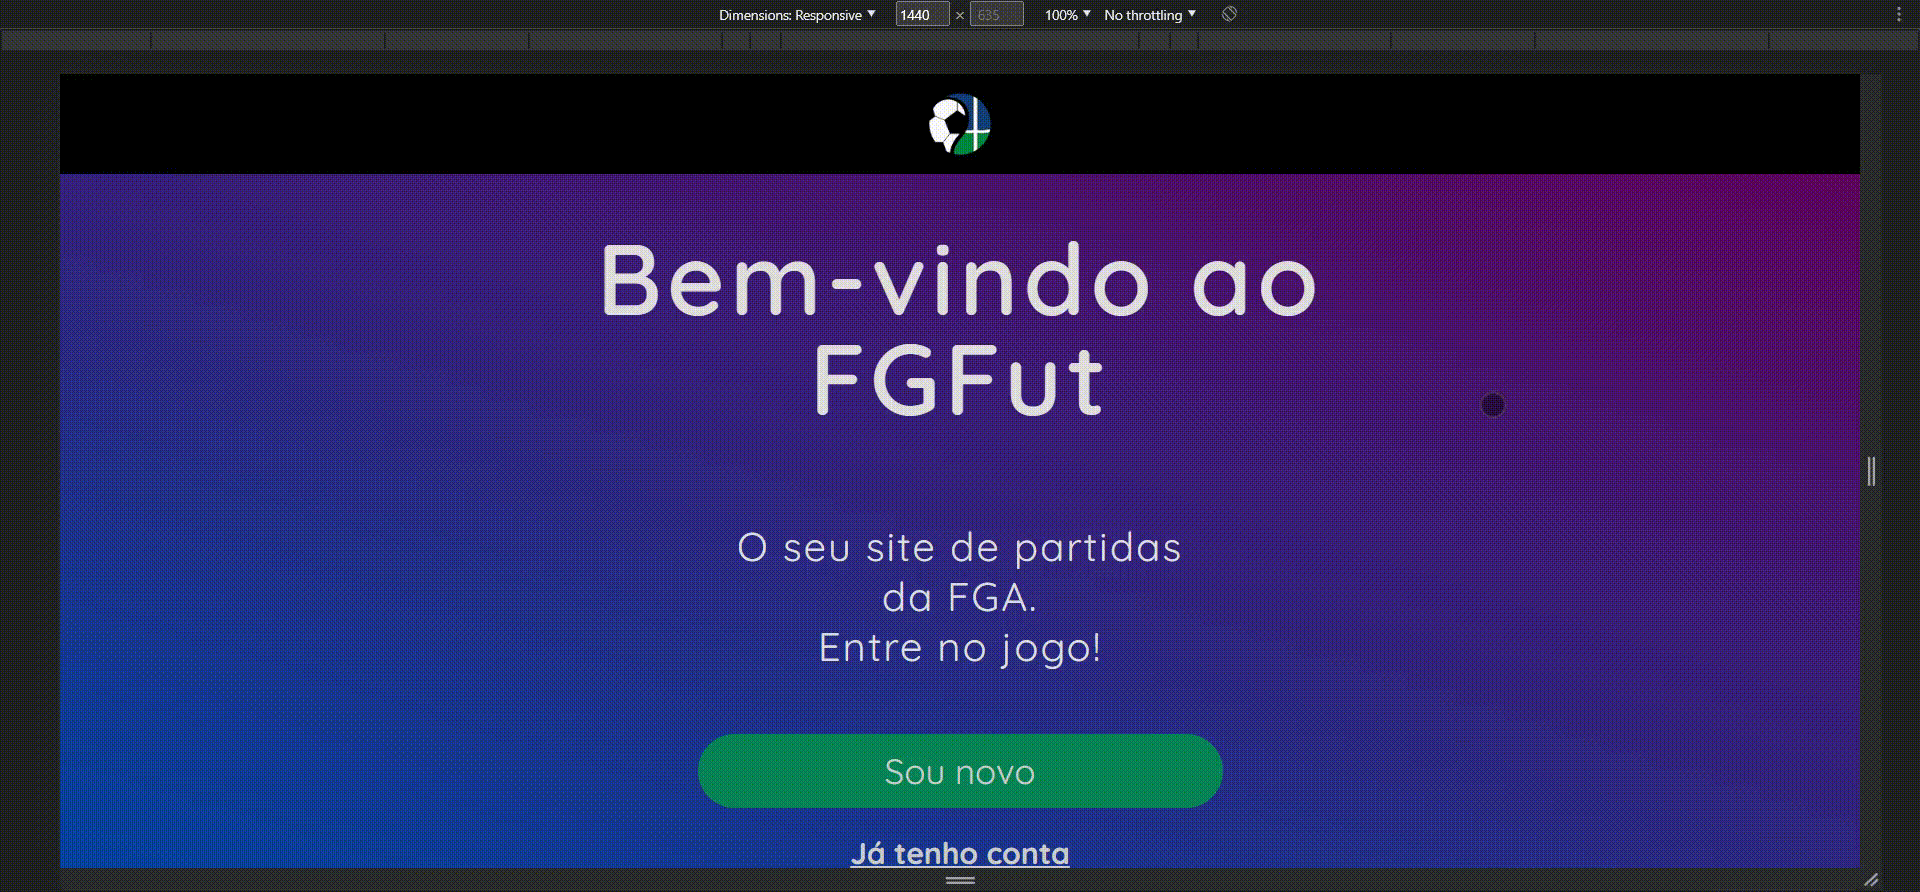 Dimensions: Responsive 1440 × 635 100% No throttling
Bem-vindo ao
FGFut
O seu site de partidas
da FGA.
Entre no jogo!
Sou novo
Já tenho conta